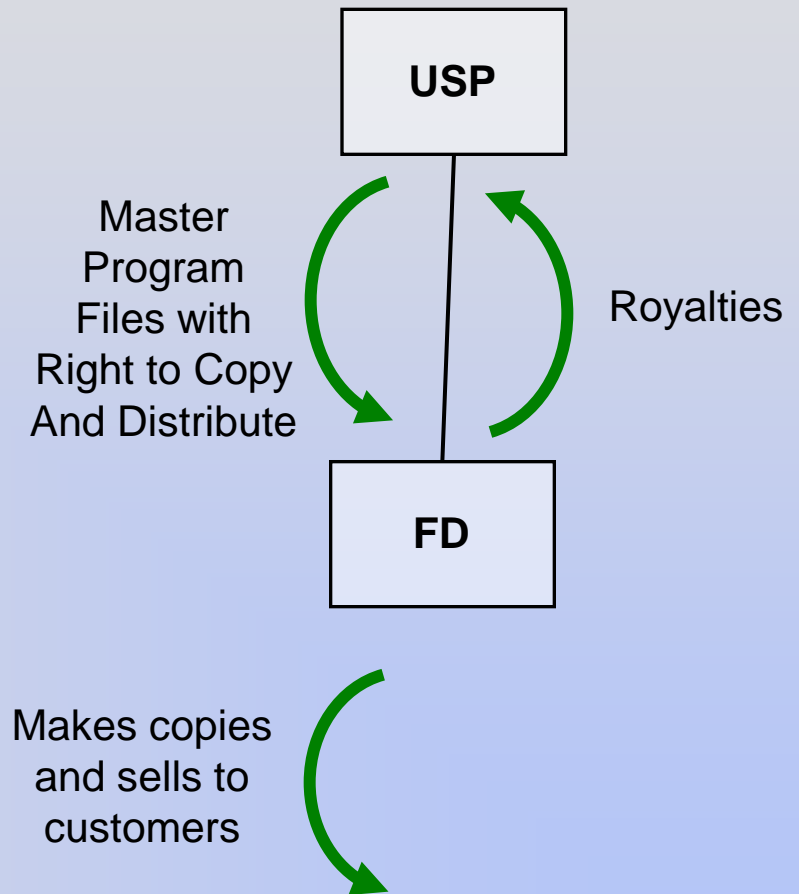 USP
Master
Program
Files with
Right to Copy
And Distribute
Royalties
FD
Makes copies
and sells to
customers